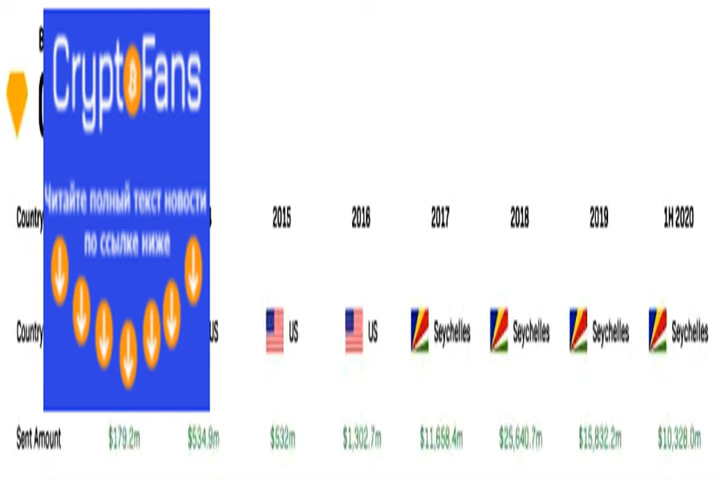 CryptoFans
Читайте полный текст новости
по ссылке ниже
Country 2015 2016 2017 2018 2019 1H 2020
Country US US US Seychelles Seychelles Seychelles Seychelles
Sent Amount $179.2m $534.9m $532m $1,302.7m $11,658.4m $25,640.7m $15,832.2m $10,328.0m